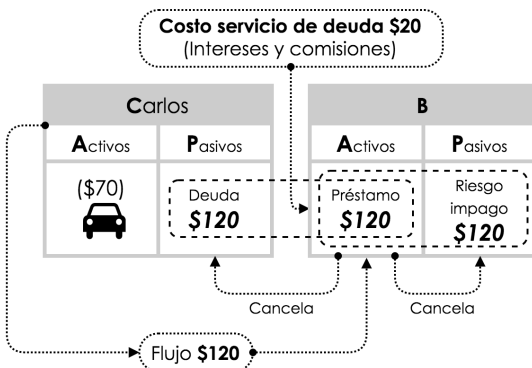 Costo servicio de deuda $20
(Intereses y comisiones)
Carlos
B
Activos
Pasivos
Activos
Pasivos
($70)
Deuda
$120
Préstamo
$120
Riesgo
impago
$120
Cancela
Cancela
Flujo $120